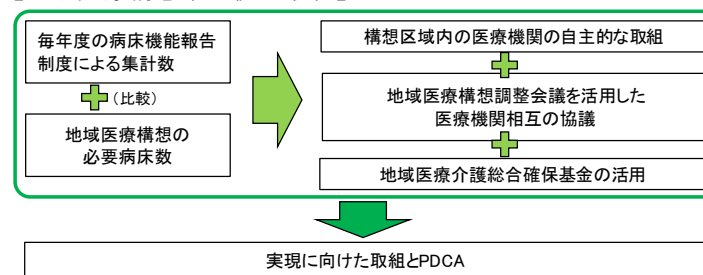 毎年度の病床機能報告
制度による集計数
(比較)
地域医療構想の
必要病床数
構想区域内の医療機関の自主的な取組
地域医療構想調整会議を活用した
医療機関相互の協議
地域医療介護総合確保基金の活用
実現に向けた取組とPDCA